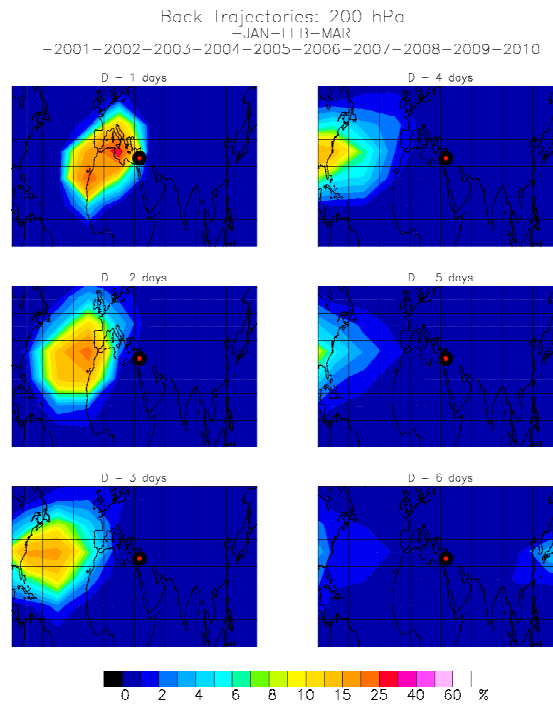 Back Trajectories: 200 hPa
-JAN-FEB-MAR
-2001-2002-2003-2004-2005-2006-2007-2008-2009-2010
D - 1 days
D - 4 days
D - 2 days
D - 5 days
D - 3 days
D - 6 days
0 2 4 6 8 10 15 25 40 60 %